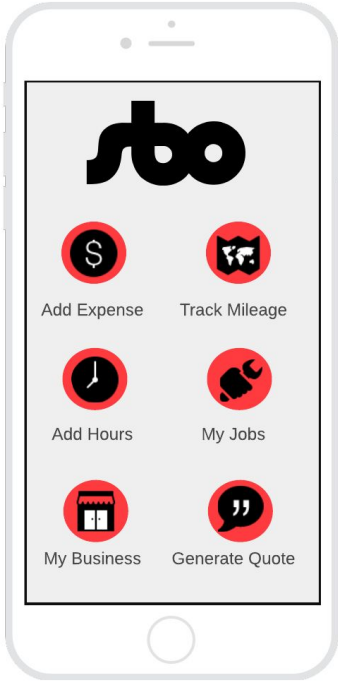 sbo
$
Add Expense Track Mileage
Add Hours My Jobs
My Business Generate Quote